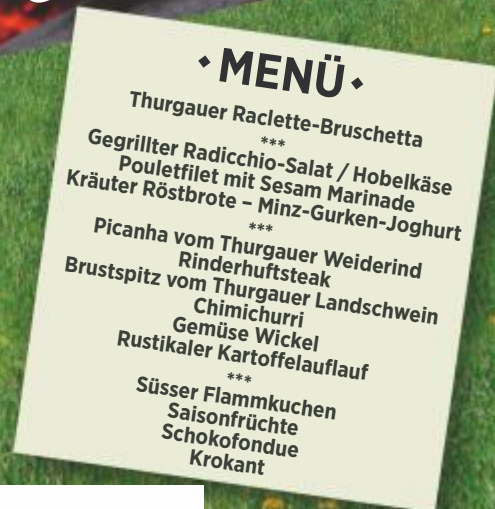 • MENÜ •
Thurgauer Raclette-Bruschetta
***
Gegrillter Radicchio-Salat / Hobelkäse
Pouletfilet mit Sesam Marinade
Kräuter Röstbrote – Minz-Gurken-Joghurt
***
Picanha vom Thurgauer Weiderind
Rinderhuftsteak
Brustspitz vom Thurgauer Landschwein
Chimichurri
Gemüse Wickel
Rustikaler Kartoffelauflauf
***
Süsser Flammkuchen
Saisonfrüchte
Schokofondue
Krokant